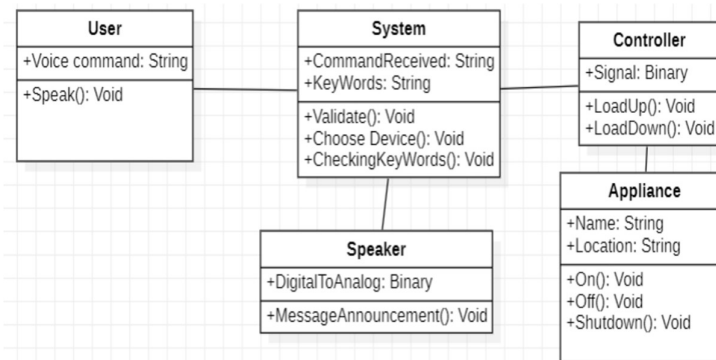 User
+Voice command: String
+Speak(): Void
System
+CommandReceived: String
+KeyWords: String
+Validate(): Void
+Choose Device(): Void
+CheckingKeyWords(): Void
Controller
+Signal: Binary
+LoadUp(): Void
+LoadDown(): Void
Speaker
+DigitalToAnalog: Binary
+MessageAnnouncement(): Void
Appliance
+Name: String
+Location: String
+On(): Void
+Off(): Void
+Shutdown(): Void